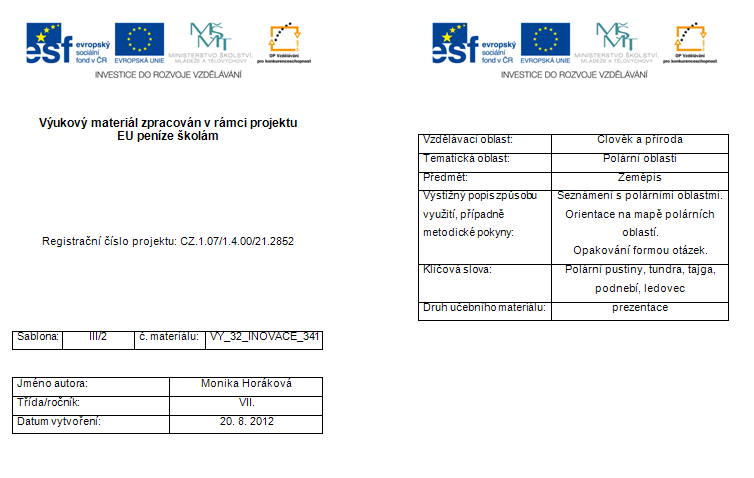 esf evropský sociální fond v ČR
EVROPSKÁ UNIE
MINISTERSTVO ŠKOLSTVÍ,
MLÁDEŽE A TĚLOVÝCHOVY
OP Vzdělávání
pro konkurenceschopnost
INVESTICE DO ROZVOJE VZDĚLÁVÁNÍ
Výukový materiál zpracován v rámci projektu
EU peníze školám
Registrační číslo projektu: CZ.1.07/1.4.00/21.2852
Šablona: III/2 č. materiálu: VY_32_INOVACE_341
Jméno autora: Monika Horáková
Třída/ročník: VII.
Datum vytvoření: 20. 8. 2012
esf evropský sociální fond v ČR
EVROPSKÁ UNIE
MINISTERSTVO ŠKOLSTVÍ,
MLÁDEŽE A TĚLOVÝCHOVY
OP Vzdělávání
pro konkurenceschopnost
INVESTICE DO ROZVOJE VZDĚLÁVÁNÍ
Vzdělávací oblast: Člověk a příroda
Tematická oblast: Polární oblasti
Předmět: Zeměpis
Výstižný popis způsobu Seznámení s polárními oblastmi.
využití, případně Orientace na mapě polárních
metodické pokyny: oblastí.
Opakování formou otázek.
Klíčová slova: Polární pustiny, tundra, tajga,
podnebí, ledovec
Druh učebního materiálu: prezentace